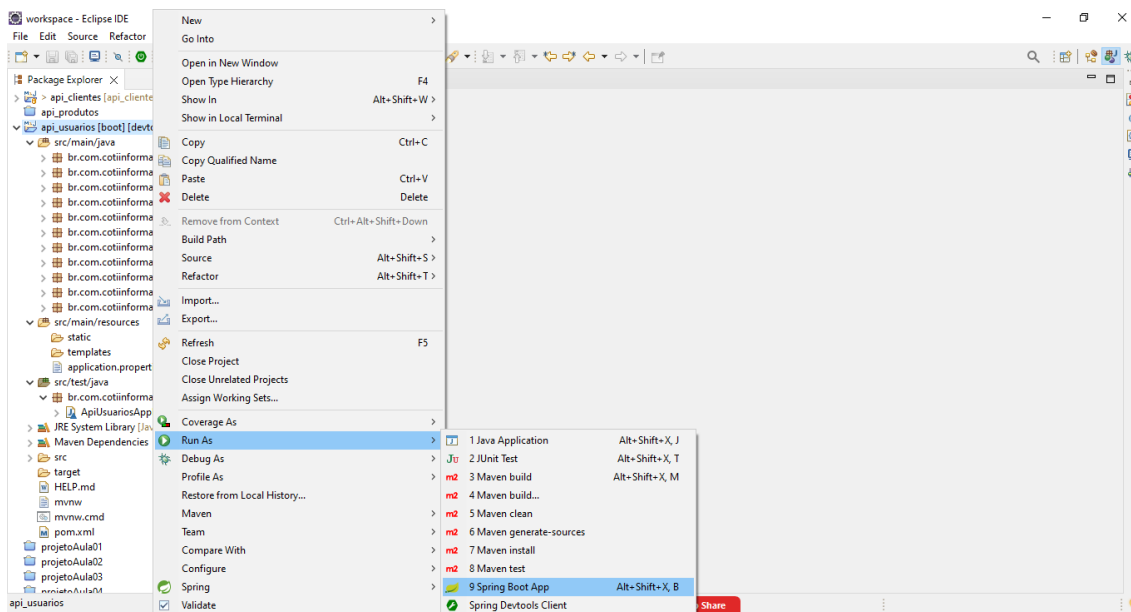 workspace - Eclipse IDE
File Edit Source Refactor
Package Explorer
> api_clientes [api_cliente
api_produtos
api_usuarios [boot] [devto
src/main/java
br.com.cotiinforma
br.com.cotiinforma
br.com.cotiinforma
br.com.cotiinforma
br.com.cotiinforma
br.com.cotiinforma
br.com.cotiinforma
br.com.cotiinforma
br.com.cotiinforma
br.com.cotiinforma
br.com.cotiinforma
src/main/resources
static
templates
application.propert
src/test/java
br.com.cotiinforma
ApiUsuariosApp
JRE System Library [Jav
Maven Dependencies
src
target
HELP.md
mvnw
mvnw.cmd
pom.xml
projetoAula01
projetoAula02
projetoAula03
projetoAula04
api_usuarios
New
Go Into
Open in New Window
Open Type Hierarchy F4
Show In Alt+Shift+W >
Show in Local Terminal
Copy Ctrl+C
Copy Qualified Name
Paste Ctrl+V
Delete Delete
Remove from Context Ctrl+Alt+Shift+Down
Build Path
Source Alt+Shift+S >
Refactor Alt+Shift+T >
Import...
Export...
Refresh F5
Close Project
Close Unrelated Projects
Assign Working Sets...
Coverage As
Run As
Debug As
Profile As
Restore from Local History...
Maven
Team
Compare With
Configure
Spring
Validate
1 Java Application Alt+Shift+X, J
2 JUnit Test Alt+Shift+X, T
3 Maven build Alt+Shift+X, M
4 Maven build...
5 Maven clean
6 Maven generate-sources
7 Maven install
8 Maven test
9 Spring Boot App Alt+Shift+X, B
Spring Devtools Client
Share